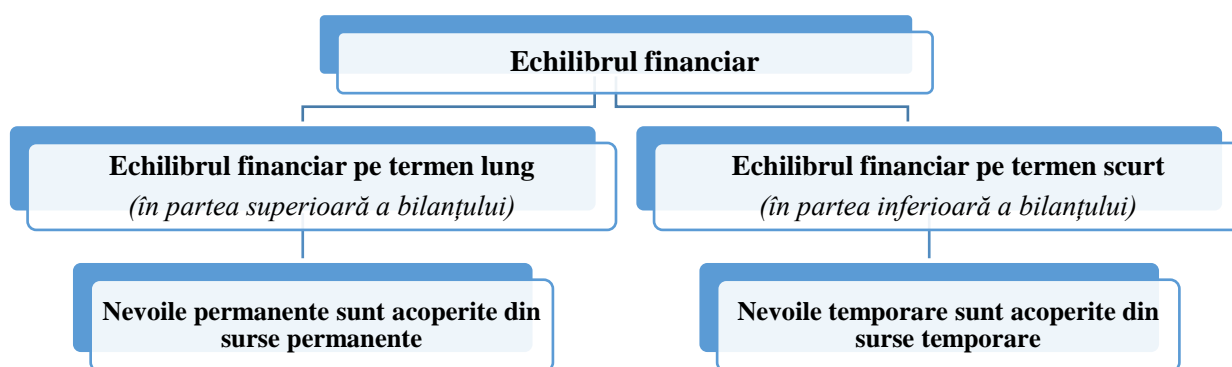 Echilibrul financiar
Echilibrul financiar pe termen lung
(în partea superioară a bilanțului)
Echilibrul financiar pe termen scurt
(în partea inferioară a bilanțului)
Nevoile permanente sunt acoperite din
surse permanente
Nevoile temporare sunt acoperite din
surse temporare